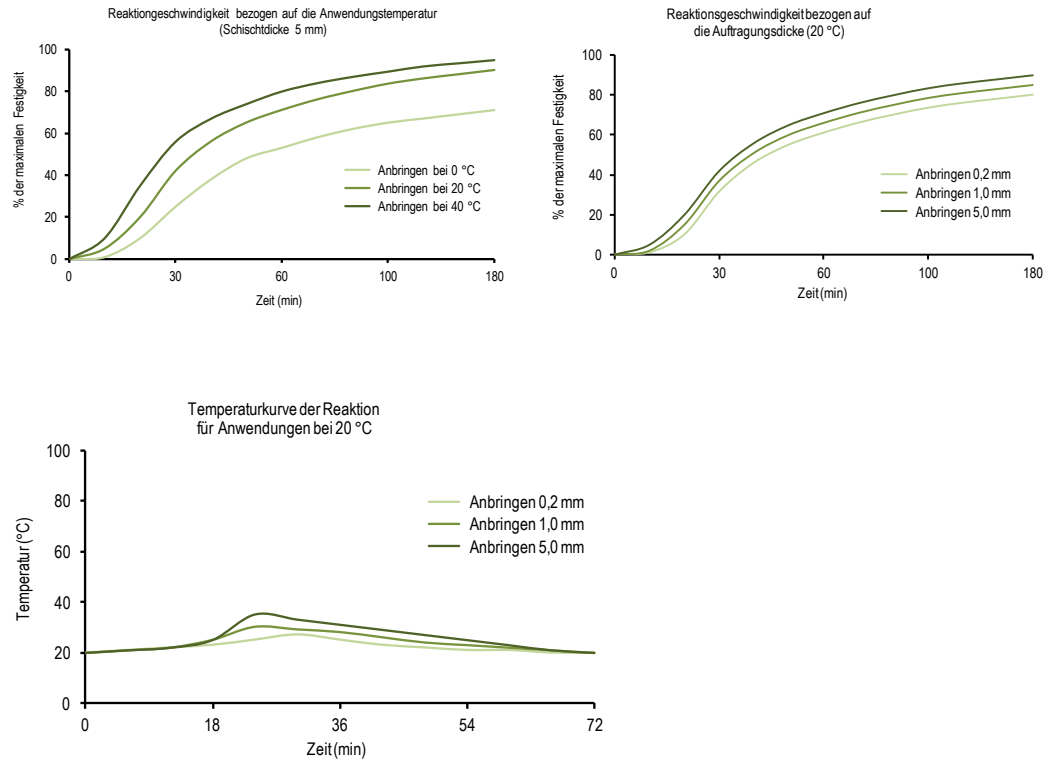 Reaktiongeschwindigkeit bezogen auf die Anwendungstemperatur
(Schischtdicke 5 mm)
% der maximalen Festigkeit
100
80
60
40
20
0
Anbringen bei 0 °C
Anbringen bei 20 °C
Anbringen bei 40 °C
0 30 60 100 180
Zeit (min)
Reaktionsgeschwindigkeit bezogen auf
die Auftragungsdicke (20 °C)
% der maximalen Festigkeit
100
80
60
40
20
0
Anbringen 0,2 mm
Anbringen 1,0 mm
Anbringen 5,0 mm
0 30 60 100 180
Zeit (min)
Temperaturkurve der Reaktion
für Anwendungen bei 20 °C
Temperatur (°C)
100
80
60
40
20
0
Anbringen 0,2 mm
Anbringen 1,0 mm
Anbringen 5,0 mm
0 18 36 54 72
Zeit (min)